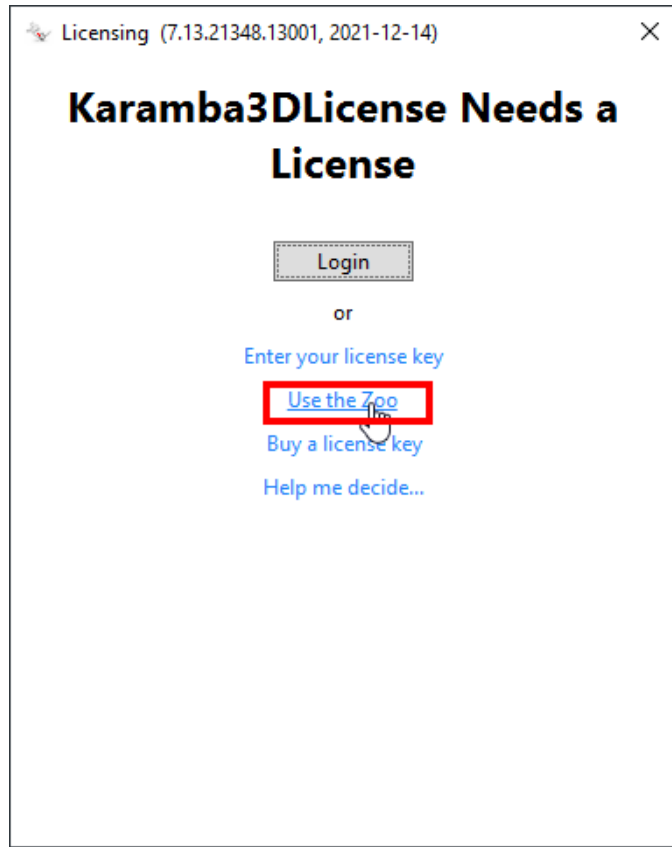 Licensing (7.13.21348.13001, 2021-12-14)
Karamba3DLicense Needs a
License
Login
or
Enter your license key
Use the Zoo
Buy a license key
Help me decide...